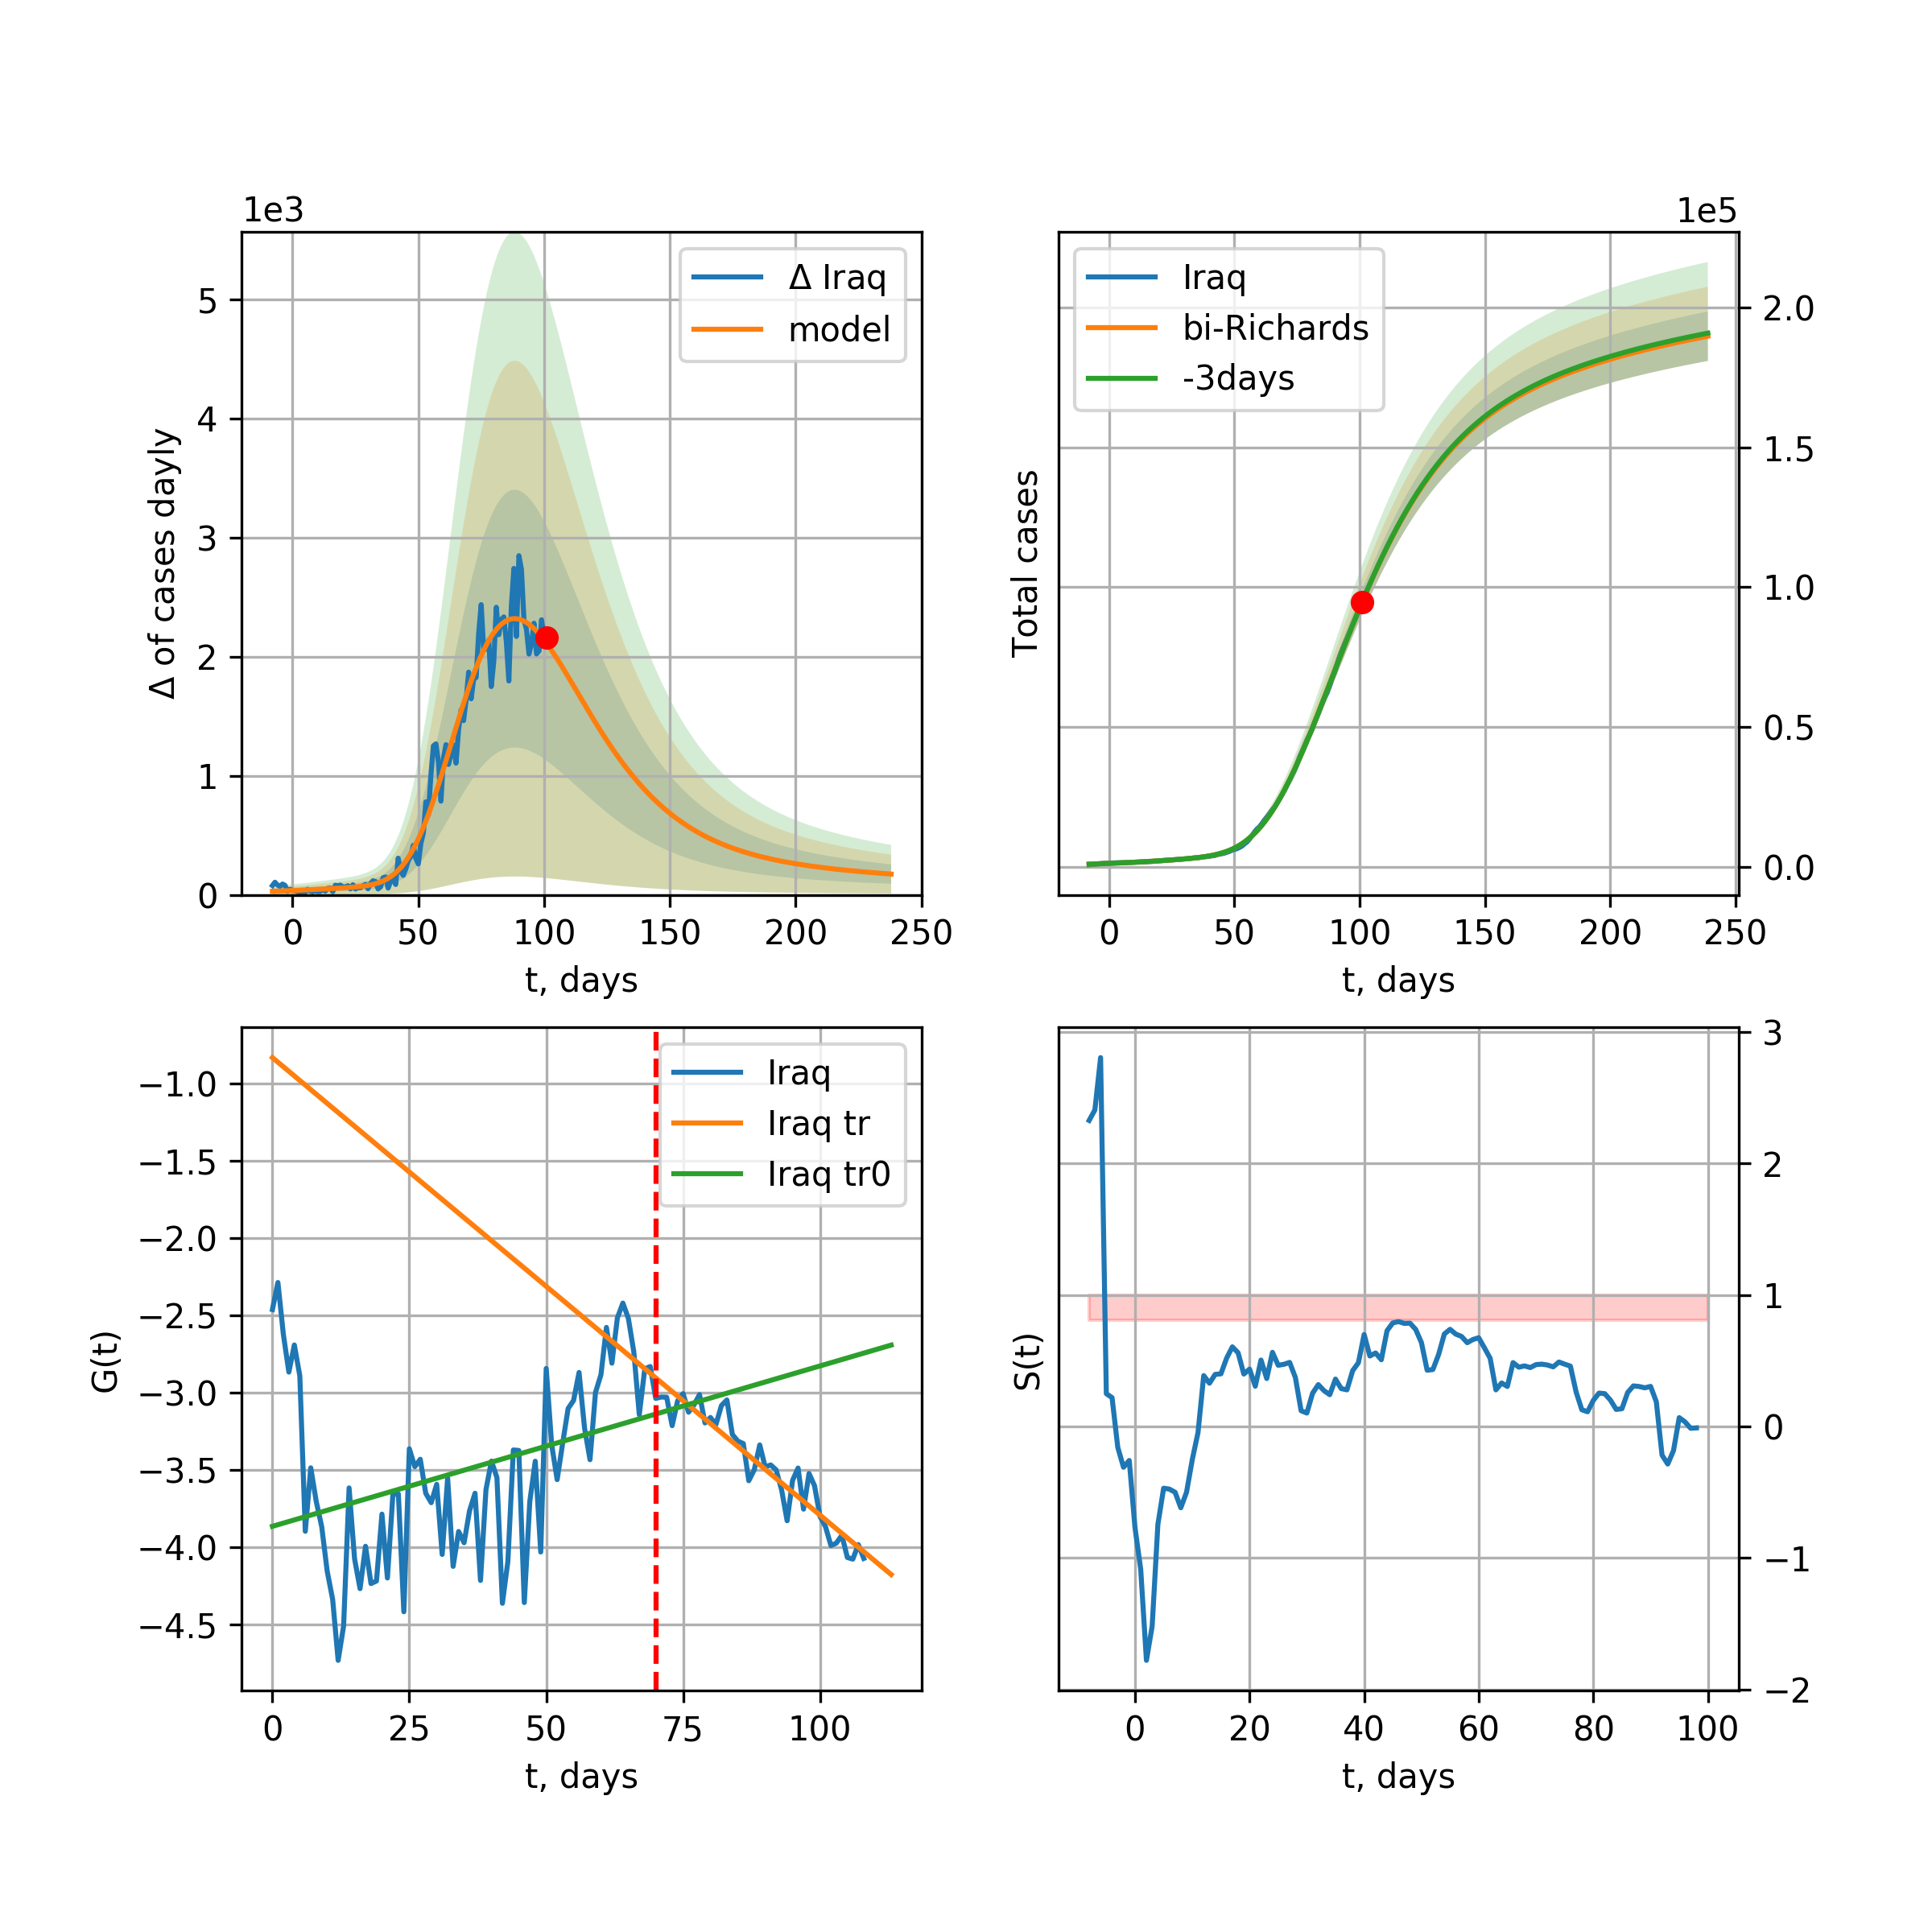 1e3
Δ of cases dayly
5
4
3
2
1
0
Δ Iraq
model
0 50 100 150 200 250
t, days
1e5
Total cases
Iraq
bi-Richards
-3days
2.0
1.5
1.0
0.5
0.0
0 50 100 150 200 250
t, days
G(t)
−1.0
−1.5
−2.0
−2.5
−3.0
−3.5
−4.0
−4.5
Iraq
Iraq tr
Iraq tr0
0 25 50 75 100
t, days
S(t)
3
2
1
0
−1
−2
0 20 40 60 80 100
t, days